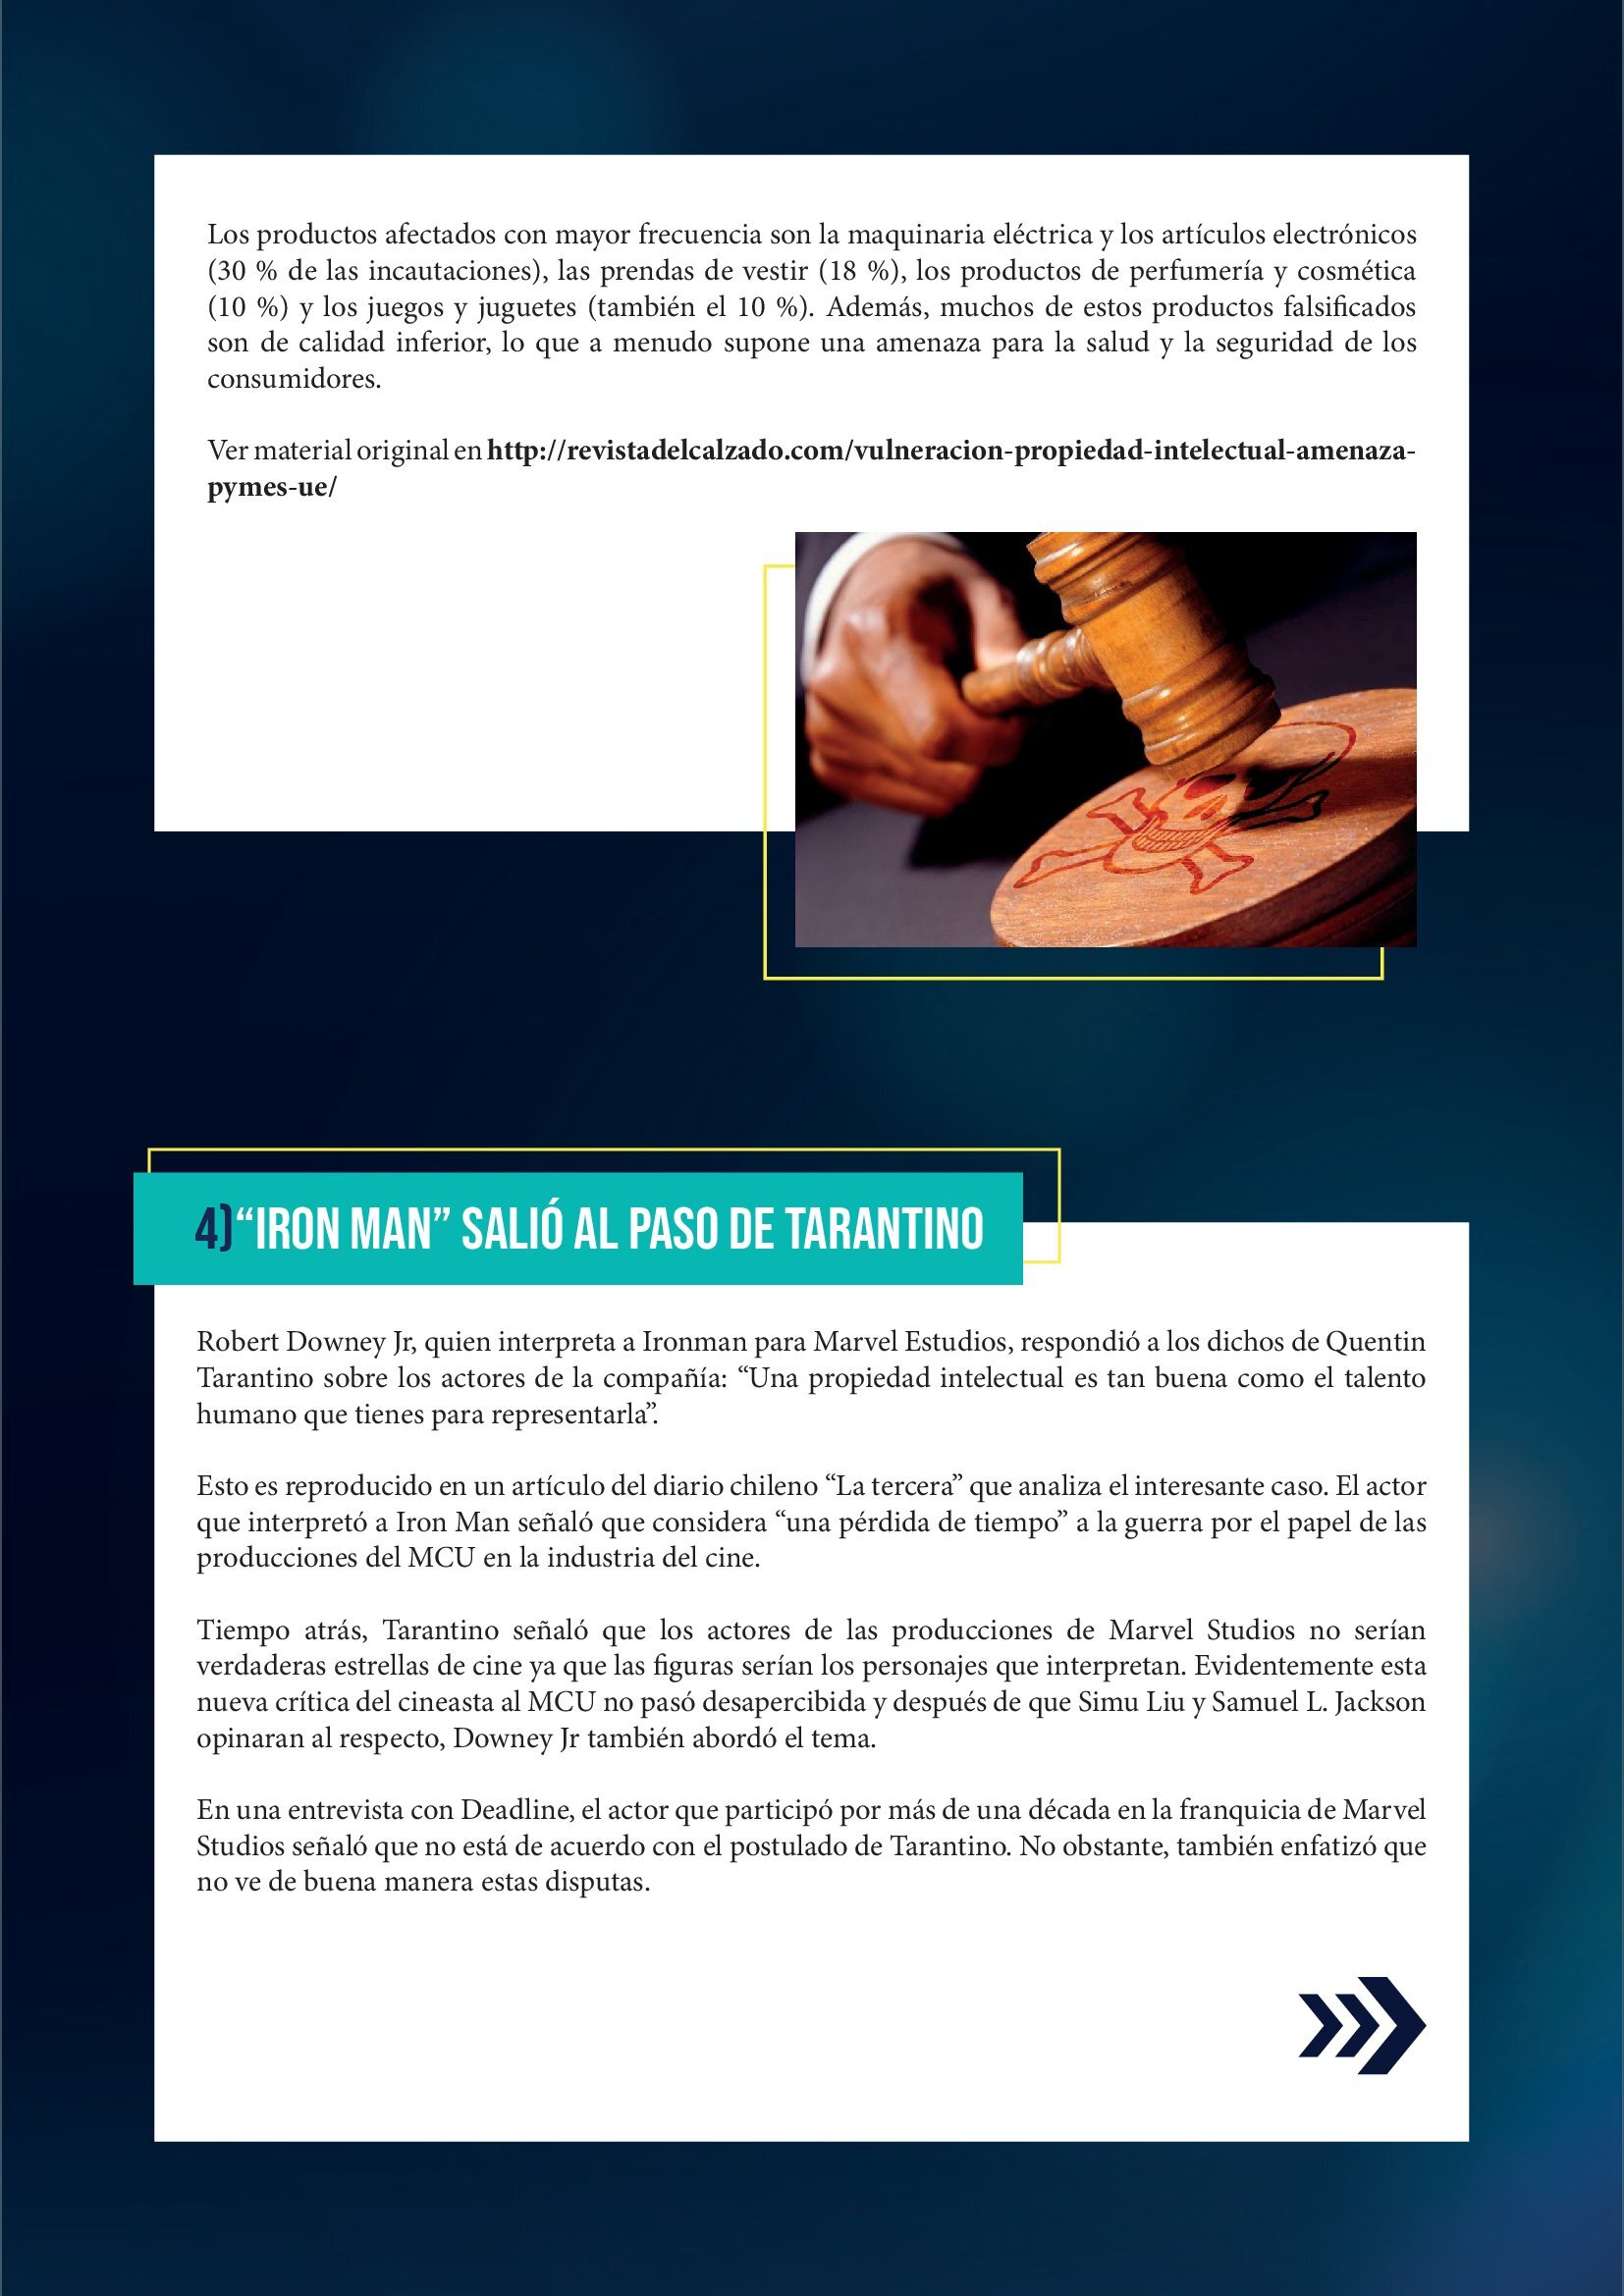 Los productos afectados con mayor frecuencia son la maquinaria eléctrica y los artículos electrónicos
(30 % de las incautaciones), las prendas de vestir (18 %), los productos de perfumería y cosmética
(10 %) y los juegos y juguetes (también el 10 %). Además, muchos de estos productos falsificados
son de calidad inferior, lo que a menudo supone una amenaza para la salud y la seguridad de los
consumidores.
Ver material original en http://revistadelcalzado.com/vulneracion-propiedad-intelectual-amenaza-
pymes-ue/
4)“IRON MAN” SALIÓ AL PASO DE TARANTINO
Robert Downey Jr, quien interpreta a Ironman para Marvel Estudios, respondió a los dichos de Quentin
Tarantino sobre los actores de la compañía: “Una propiedad intelectual es tan buena como el talento
humano que tienes para representarla”.
Esto es reproducido en un artículo del diario chileno “La tercera” que analiza el interesante caso. El actor
que interpretó a Iron Man señaló que considera “una pérdida de tiempo” a la guerra por el papel de las
producciones del MCU en la industria del cine.
Tiempo atrás, Tarantino señaló que los actores de las producciones de Marvel Studios no serían
verdaderas estrellas de cine ya que las figuras serían los personajes que interpretan. Evidentemente esta
nueva crítica del cineasta al MCU no pasó desapercibida y después de que Simu Liu y Samuel L. Jackson
opinaran al respecto, Downey Jr también abordó el tema.
En una entrevista con Deadline, el actor que participó por más de una década en la franquicia de Marvel
Studios señaló que no está de acuerdo con el postulado de Tarantino. No obstante, también enfatizó que
no ve de buena manera estas disputas.